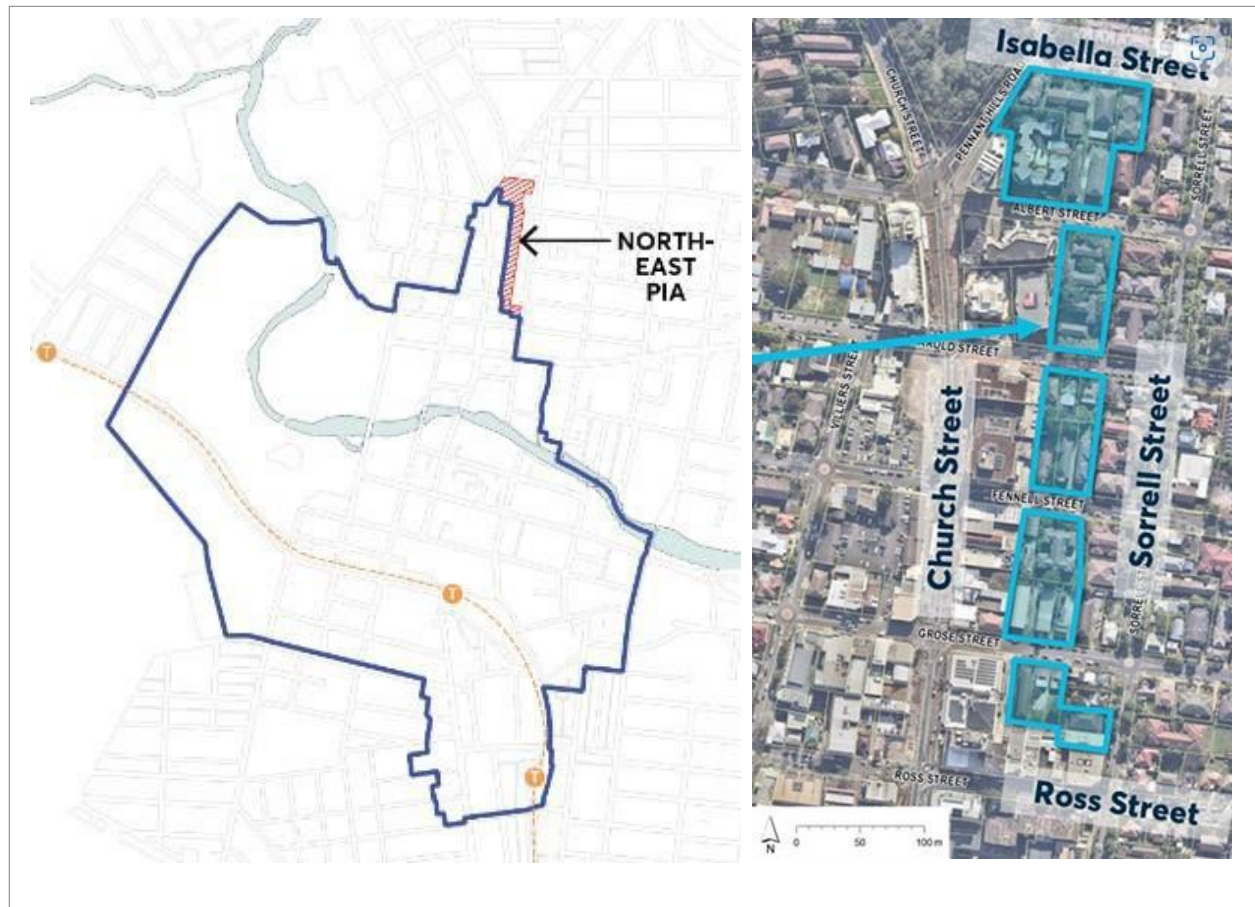 NORTH-
EAST
PIA
T
T
T
Isabella Street
CHURCH STREET
PENNANT HILLS ROAD
SORRELL STREET
ALBERT STREET
STREET
VILLIERS STREET
Church Street
Sorrell Street
FENNELL STREET
GROSE STREET
ROSS STREET
Ross Street
N
0 50 100 m